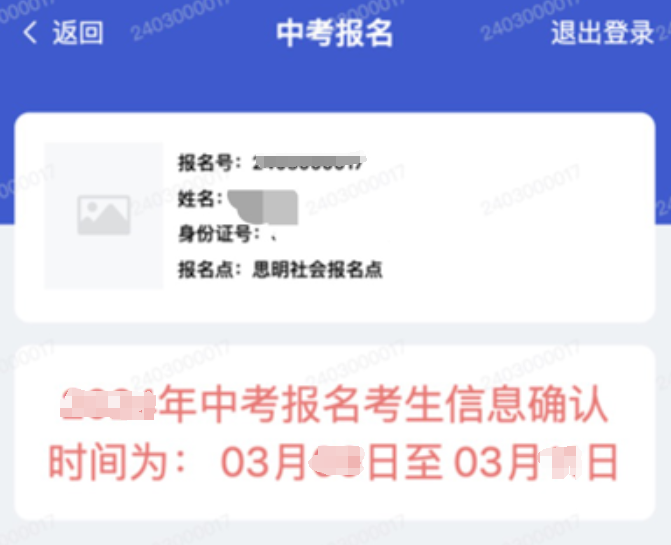 返回 中考报名 退出登录
报名号：
姓名：
身份证号：、
报名点：思明社会报名点
年中考报名考生信息确认
时间为： 03月 日至 03月 日
2403000017